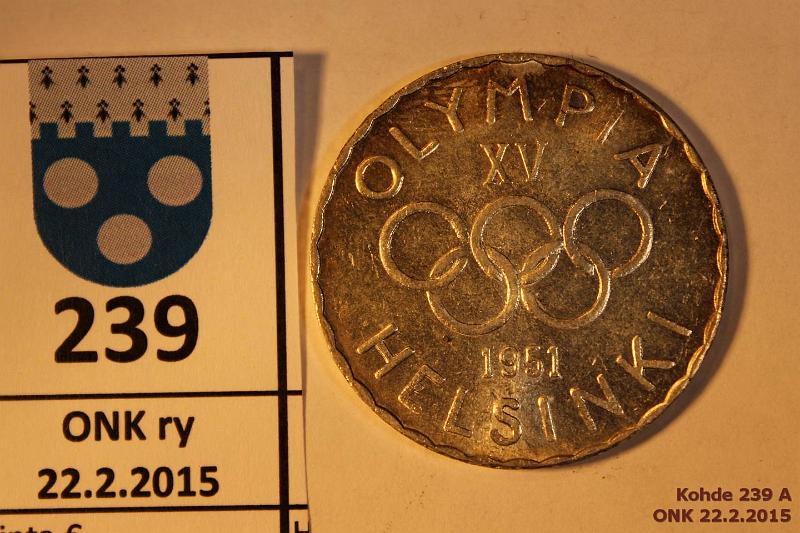 239
ONK ry
22.2.2015
OLYMPIA
XV
1951
HELSINKI
Kohde 239 A
ONK 22.2.2015